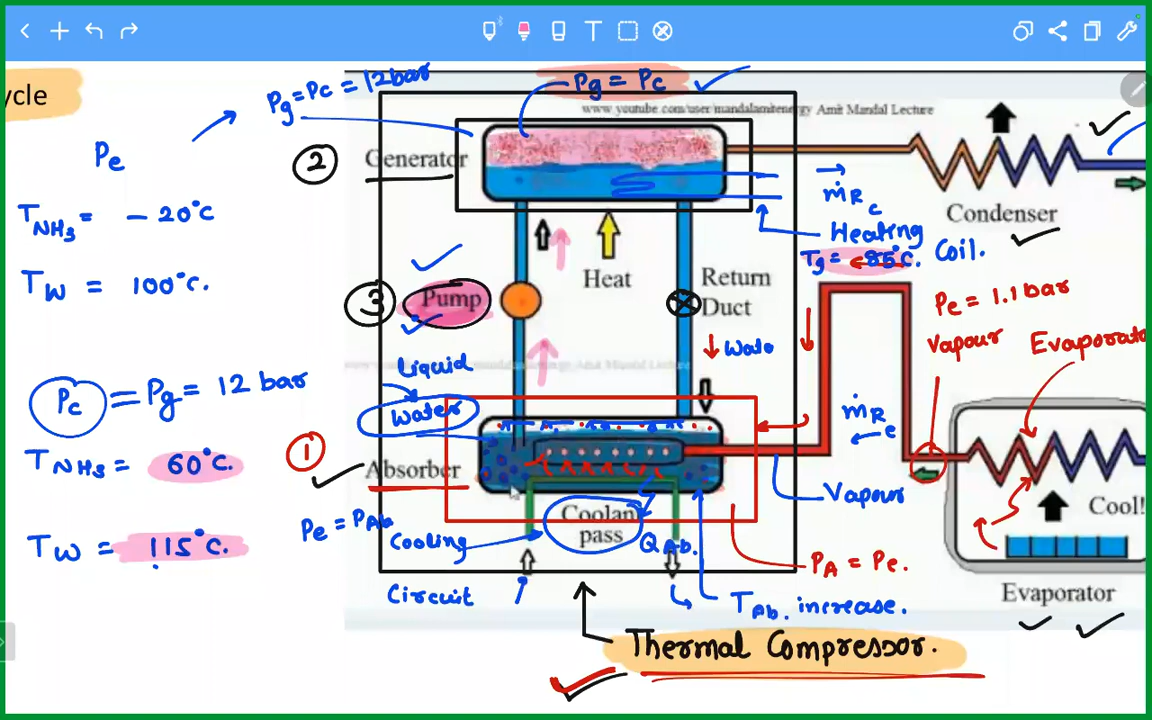 ycle
Pg = Pc = 12 bar
Pg = Pc
www.youtube.com/user/mandalamitenergy Amit Mandal Lecture
Pe
TNH3 = - 20°C
TW = 100°C.
Pc = Pg = 12 bar
TNH3 = 60°C.
TW = 115°C.
2
Generator
Condenser
ṁRc
Heating
Coil.
Tg = 85°C.
Heat
Return
Duct
3
Pump
Pe = 1.1 bar
Vapour
Evaporato
Liquid
Wate
Water
ṁRe
1
Absorber
Vapour
Pe = PAb
Coolan
pass
Cooling
QAb.
Circuit
Cool!
PA = Pe.
TAb. increase.
Evaporator
Thermal Compressor.